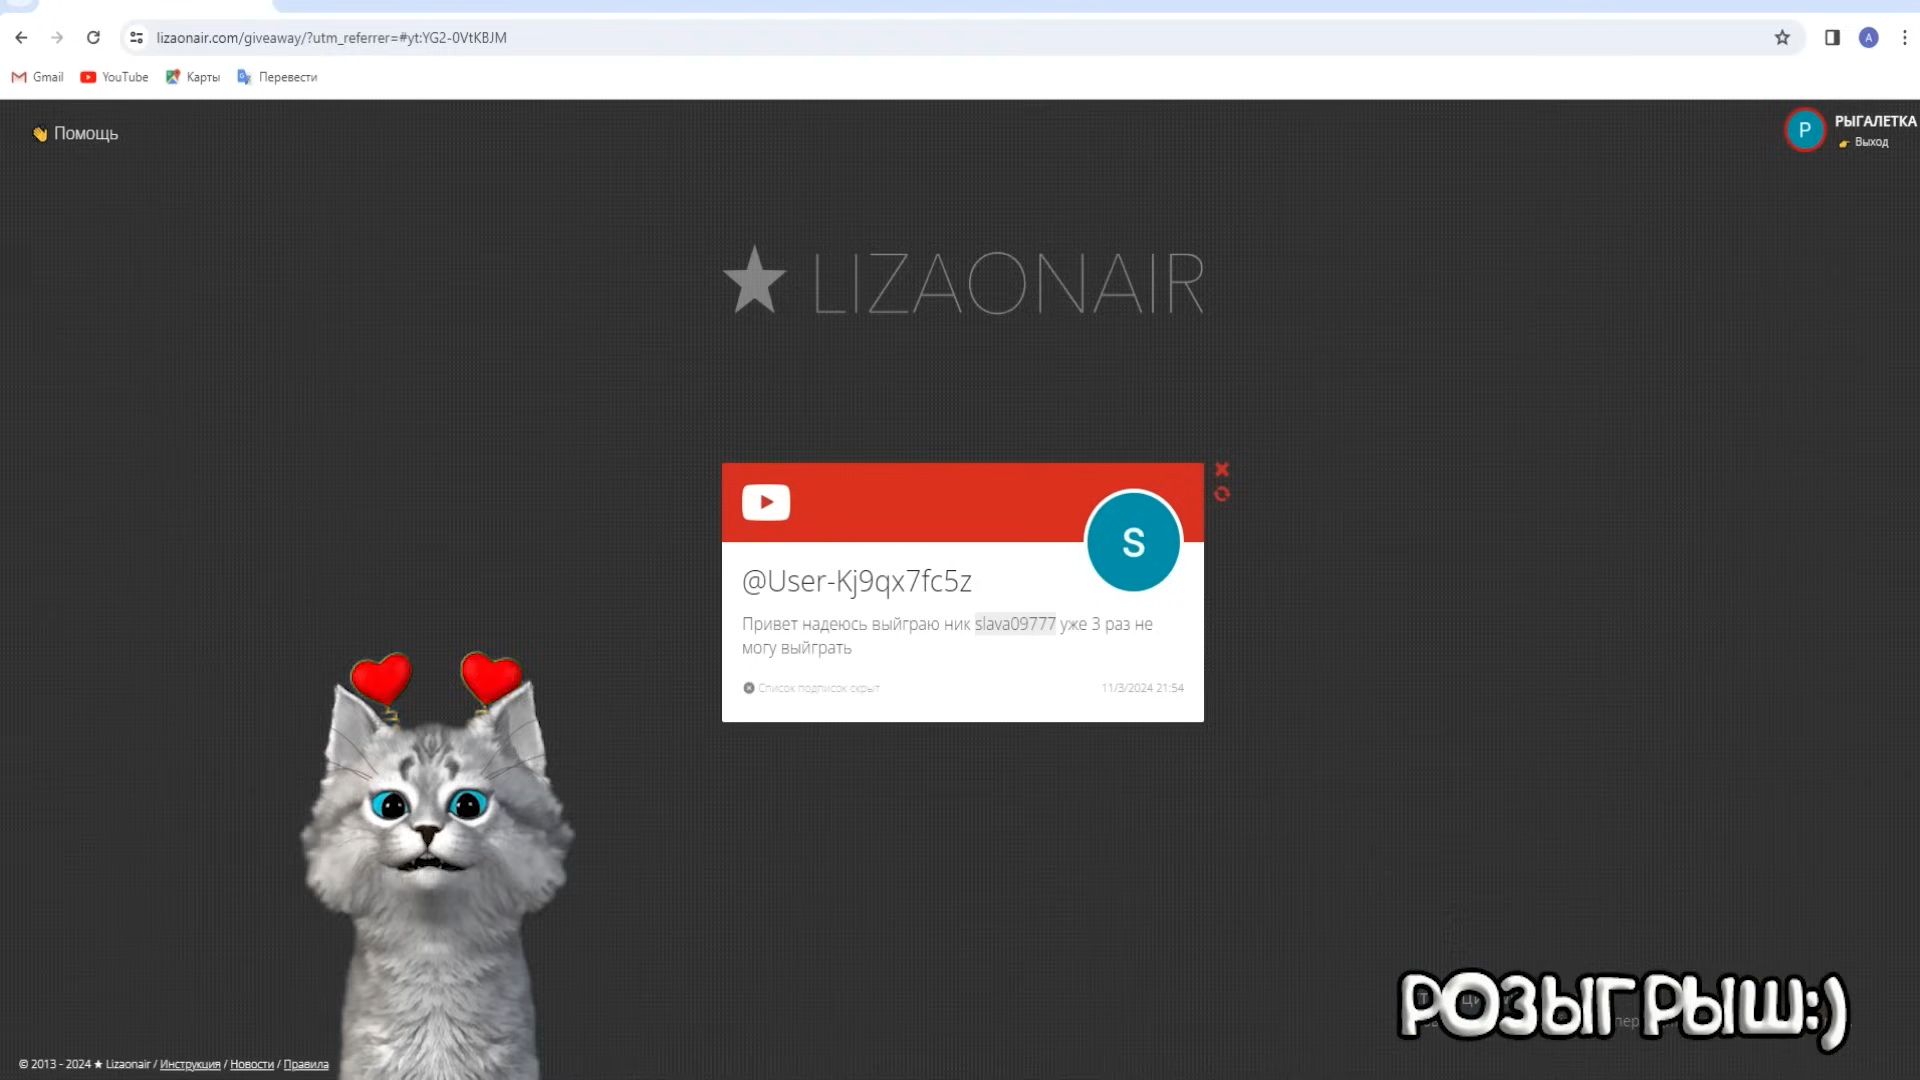 lizaonair.com/giveaway/?utm_referrer=#yt:YG2-0VtKBJM
A
Gmail YouTube Карты Перевести
👋 Помощь
P
РЫГАЛЕТКА
👉 Выход
★ LIZAONAIR
S
@User-Kj9qx7fc5z
Привет надеюсь выйграю ник slava09777 уже 3 раз не
могу выйграть
Список подписок скрыт 11/3/2024 21:54
РОЗЫГРЫШ:)
© 2013 - 2024 ★ Lizaonair / Инструкция / Новости / Правила